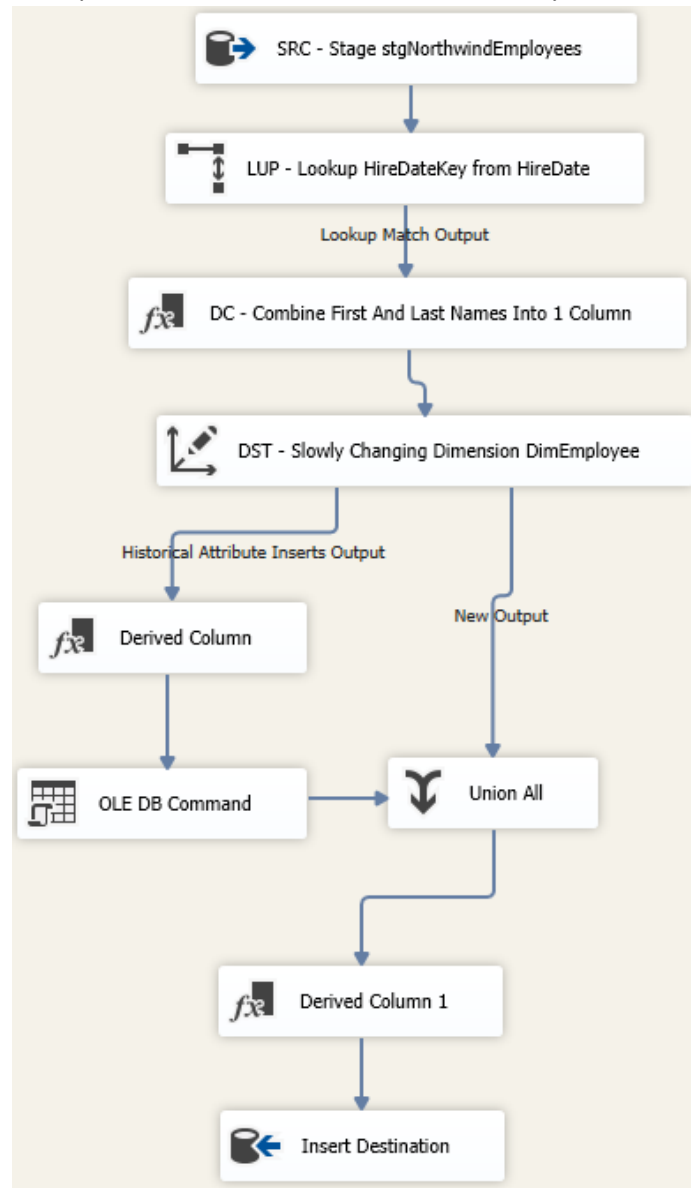 SRC - Stage stgNorthwindEmployees
LUP - Lookup HireDateKey from HireDate
Lookup Match Output
DC - Combine First And Last Names Into 1 Column
DST - Slowly Changing Dimension DimEmployee
Historical Attribute Inserts Output
New Output
Derived Column
OLE DB Command
Union All
Derived Column 1
Insert Destination